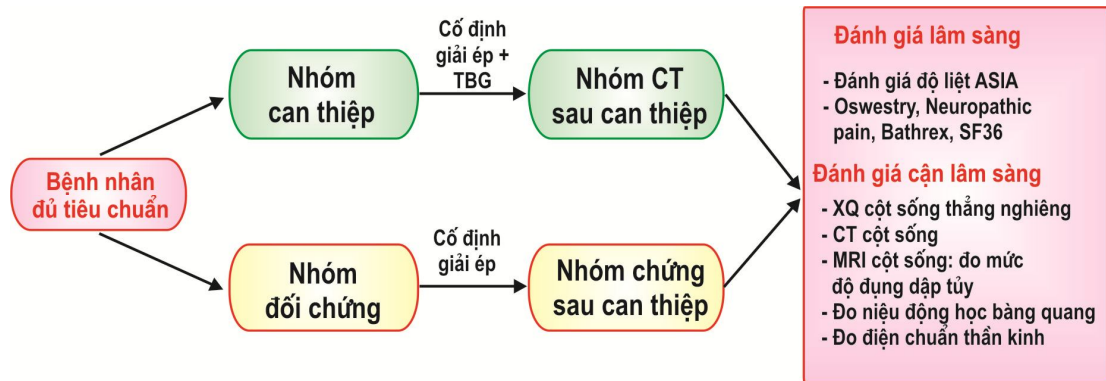 Bệnh nhân
đủ tiêu chuẩn
Nhóm
can thiệp
Cố định
giải ép +
TBG
Nhóm CT
sau can thiệp
Nhóm
đối chứng
Cố định
giải ép
Nhóm chứng
sau can thiệp
Đánh giá lâm sàng
- Đánh giá độ liệt ASIA
- Oswestry, Neuropathic
pain, Bathrex, SF36
Đánh giá cận lâm sàng
- XQ cột sống thẳng nghiêng
- CT cột sống
- MRI cột sống: đo mức
độ đụng dập tủy
- Đo niệu động học bàng quang
- Đo điện chuẩn thần kinh